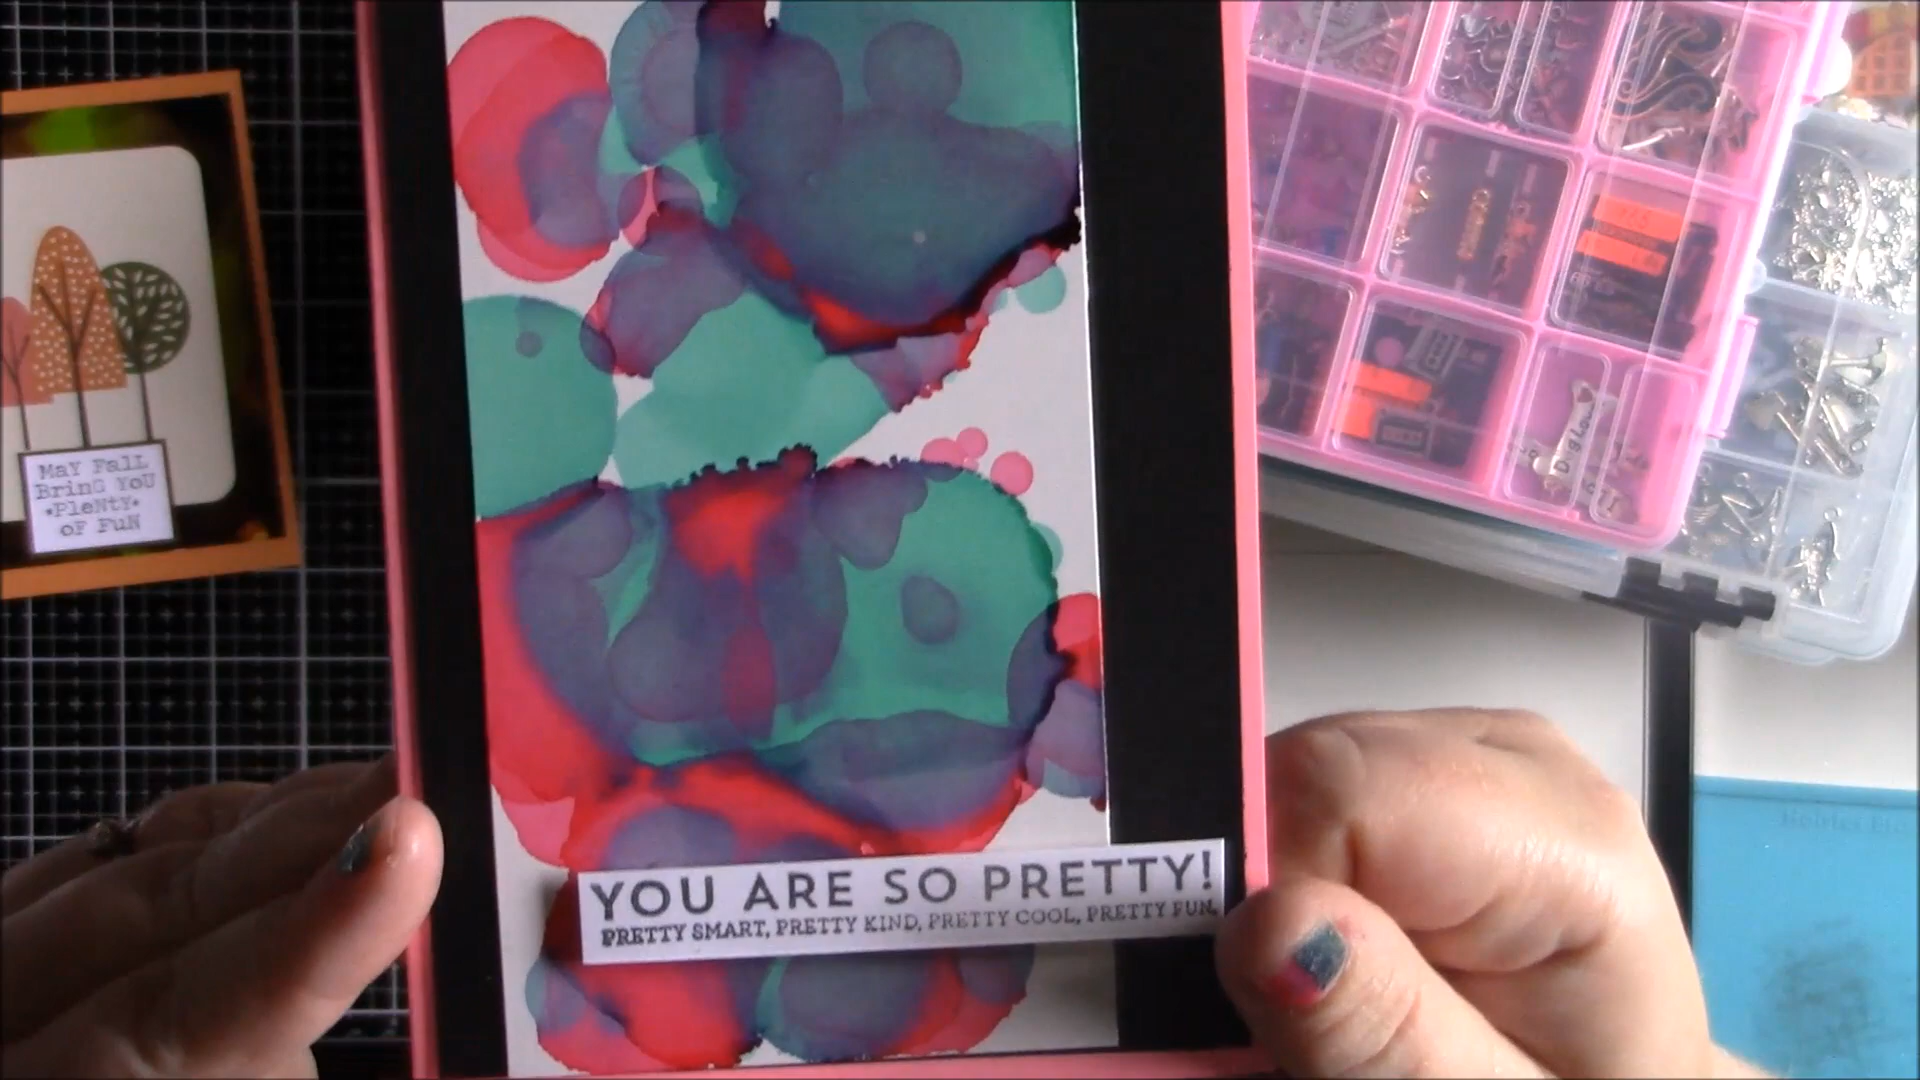 MaY FaLL
BrinG YoU
*PleNtY*
oF FuN
YOU ARE SO PRETTY!
PRETTY SMART, PRETTY KIND, PRETTY COOL, PRETTY FUN.